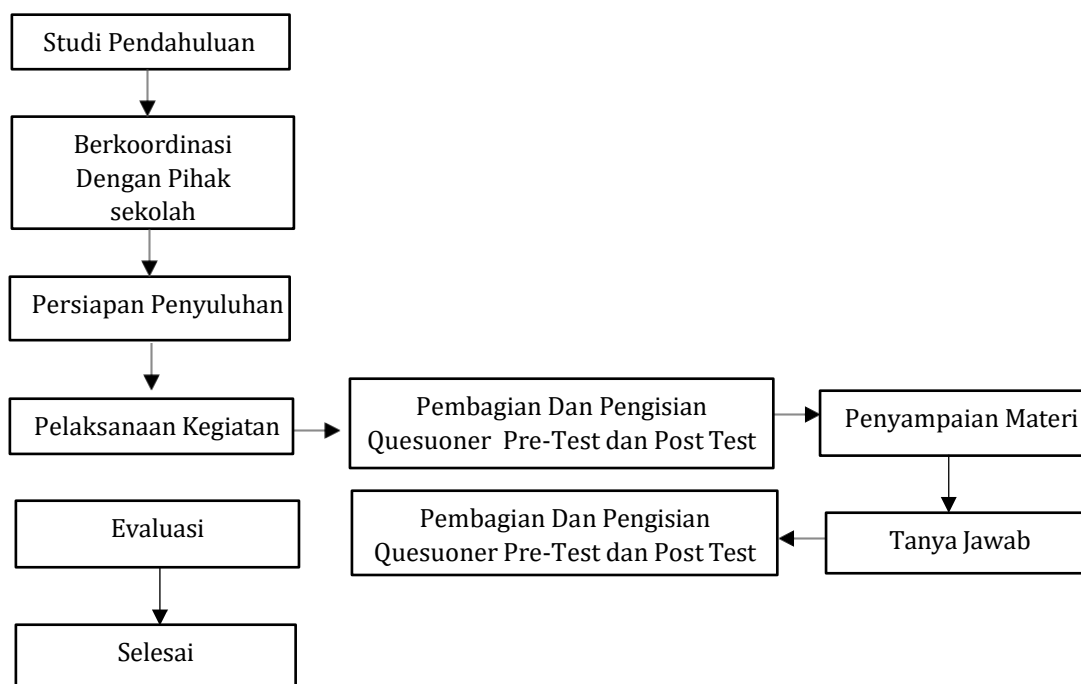 Studi Pendahuluan
Berkoordinasi
Dengan Pihak
sekolah
Persiapan Penyuluhan
Pelaksanaan Kegiatan
Pembagian Dan Pengisian
Quesuoner Pre-Test dan Post Test
Penyampaian Materi
Tanya Jawab
Pembagian Dan Pengisian
Quesuoner Pre-Test dan Post Test
Evaluasi
Selesai